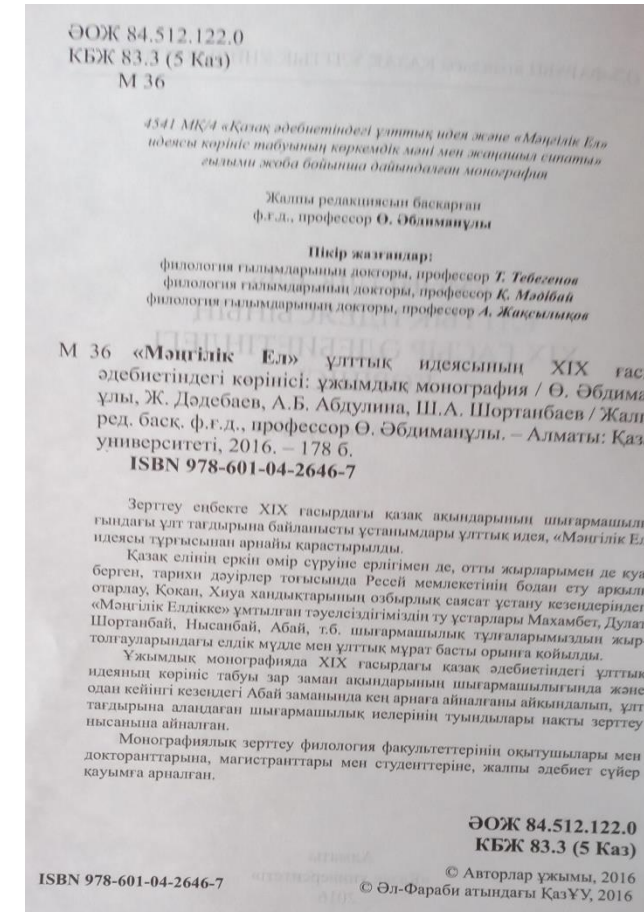 ӘОЖ 84.512.122.0
КБЖ 83.3 (5 Каз)
М 36
4541 МҚ/4 «Қазақ әдебиетіндегі ұлттық идея және «Мәңгілік Ел»
идеясы көрініс табуының көркемдік мәні мен жаңашыл сипаты»
ғылыми жоба бойынша дайындалған монография
Жалпы редакциясын басқарған
ф.ғ.д., профессор Ө. Әбдиманұлы
Пікір жазғандар:
филология ғылымдарының докторы, профессор Т. Тебегенов
филология ғылымдарының докторы, профессор Қ. Мәдібай
филология ғылымдарының докторы, профессор А. Жақсылықов
М 36 «Мәңгілік Ел» ұлттық идеясының XIX ғас
әдебиетіндегі көрінісі: ұжымдық монография / Ө. Әбдима
ұлы, Ж. Дәдебаев, А.Б. Абдулина, Ш.А. Шортанбаев / Жалп
ред. басқ. ф.ғ.д., профессор Ө. Әбдиманұлы. – Алматы: Қаз
университеті, 2016. – 178 б.
ISBN 978-601-04-2646-7
Зерттеу еңбекте XIX ғасырдағы қазақ ақындарының шығармашыл
ғындағы ұлт тағдырына байланысты ұстанымдары ұлттық идея, «Мәңгілік Ел
идеясы тұрғысынан арнайы қарастырылды.
Қазақ елінің еркін өмір сүруіне ерлігімен де, отты жырларымен де қуа
берген, тарихи дәуірлер тоғысында Ресей мемлекетінің бодан ету арқылы
отарлау, Қоқан, Хиуа хандықтарының озбырлық саясат ұстану кезеңдерінде
«Мәңгілік Елдікке» ұмтылған тәуелсіздігіміздің ту ұстарлары Махамбет, Дулат
Шортанбай, Нысанбай, Абай, т.б. шығармашылық тұлғаларымыздың жыр-
толғауларындағы елдік мүдде мен ұлттық мұрат басты орынға қойылды.
Ұжымдық монографияда XIX ғасырдағы қазақ әдебиетіндегі ұлттық
идеяның көрініс табуы зар заман ақындарының шығармашылығында және
одан кейінгі кезеңдегі Абай заманында кең арнаға айналғаны айқындалып, ұлт
тағдырына алаңдаған шығармашылық иелерінің туындылары нақты зерттеу
нысанына айналған.
Монографиялық зерттеу филология факультеттерінің оқытушылары мен
докторанттарына, магистранттары мен студенттеріне, жалпы әдебиет сүйер
қауымға арналған.
ӘОЖ 84.512.122.0
КБЖ 83.3 (5 Каз)
© Авторлар ұжымы, 2016
ISBN 978-601-04-2646-7
© Әл-Фараби атындағы ҚазҰУ, 2016